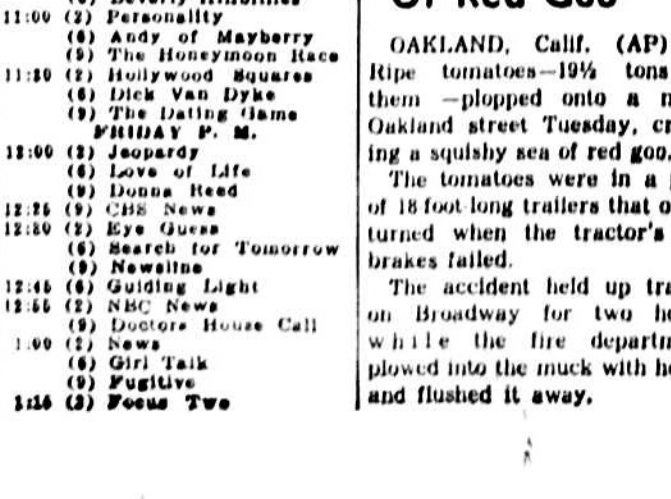 11:00 (2) Personality
(6) Andy of Mayberry
(9) The Honeymoon Race
11:30 (2) Hollywood Squares
(6) Dick Van Dyke
(9) The Dating Game
FRIDAY P. M.
12:00 (2) Jeopardy
(6) Love of Life
(9) Donna Reed
12:25 (9) CBS News
12:30 (2) Eye Guess
(6) Search for Tomorrow
(9) Newsline
12:45 (6) Guiding Light
12:55 (2) NBC News
(9) Doctors House Call
1:00 (2) News
(6) Girl Talk
(9) Fugitive
1:15 (2) Focus Two
Of Red Goo
OAKLAND, Calif. (AP)
Ripe tomatoes—19½ tons
them —plopped onto a
Oakland street Tuesday, cr
ing a squishy sea of red goo.
The tomatoes were in a
of 18 foot-long trailers that o
turned when the tractor's
brakes failed.
The accident held up tra
on Broadway for two ho
while the fire departm
plowed into the muck with ho
and flushed it away.